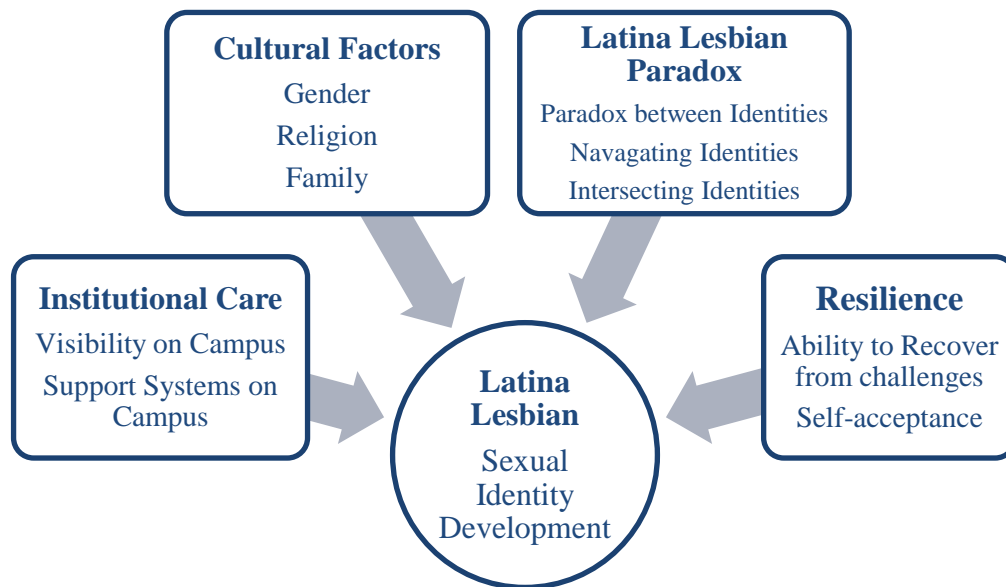 Cultural Factors
Gender
Religion
Family
Latina Lesbian
Paradox
Paradox between Identities
Navagating Identities
Intersecting Identities
Institutional Care
Visibility on Campus
Support Systems on
Campus
Resilience
Ability to Recover
from challenges
Self-acceptance
Latina
Lesbian
Sexual
Identity
Development